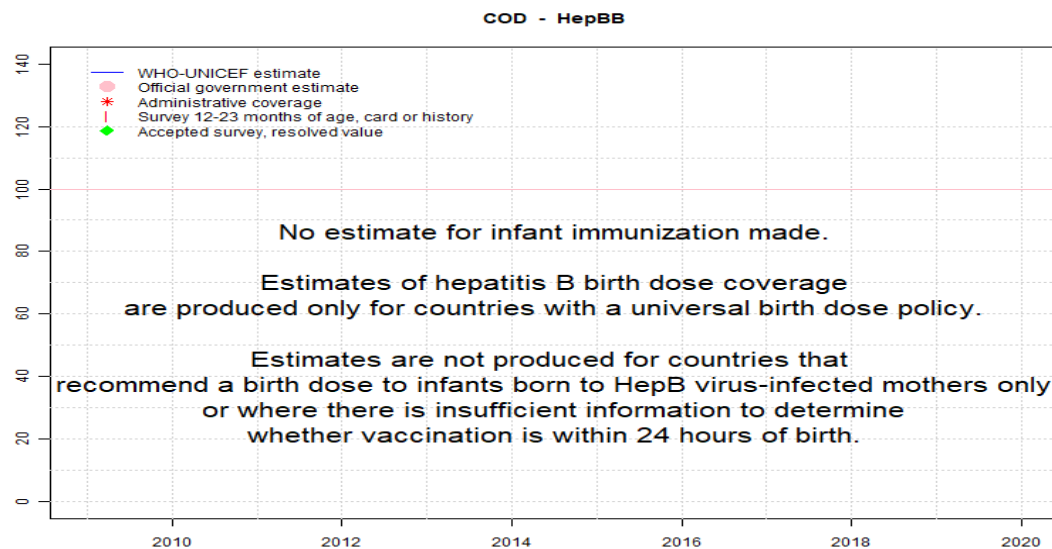 COD - HepBB
140
120
100
80
60
40
20
0
WHO-UNICEF estimate
Official government estimate
Administrative coverage
Survey 12-23 months of age, card or history
Accepted survey, resolved value
No estimate for infant immunization made.
Estimates of hepatitis B birth dose coverage
are produced only for countries with a universal birth dose policy.
Estimates are not produced for countries that
recommend a birth dose to infants born to HepB virus-infected mothers only
or where there is insufficient information to determine
whether vaccination is within 24 hours of birth.
2010 2012 2014 2016 2018 2020